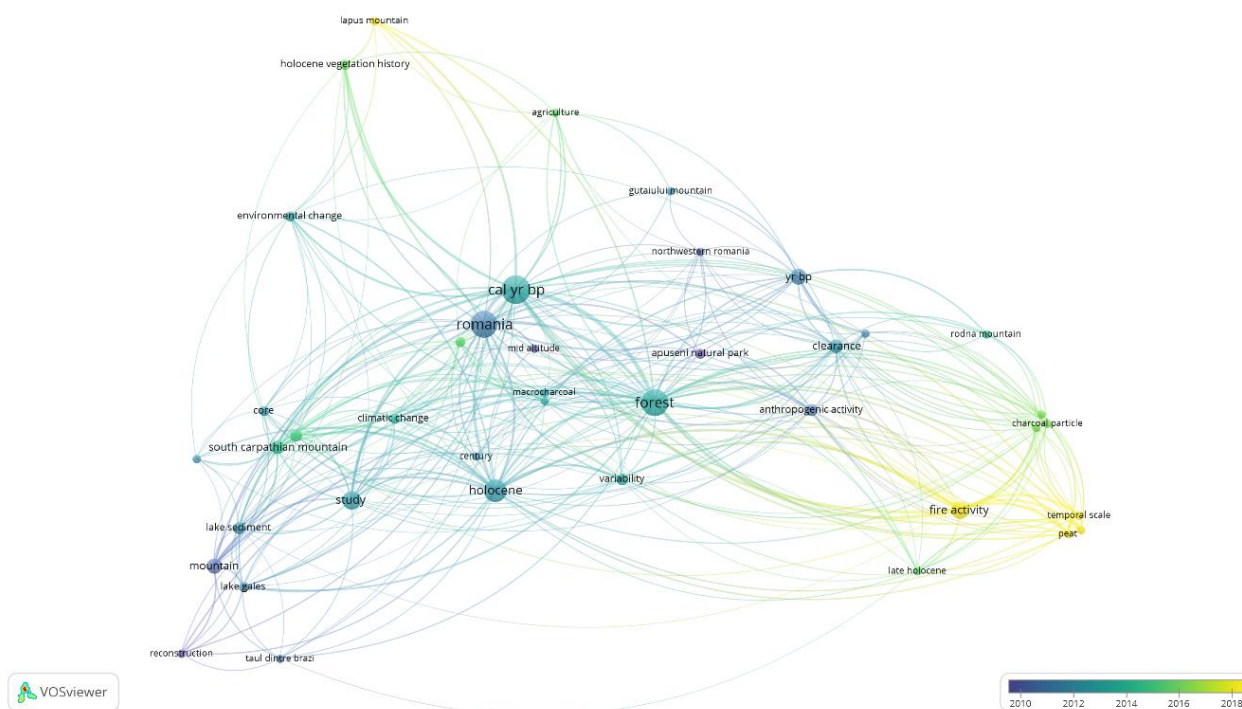 lapus mountain
holocene vegetation history
agriculture
gutaiului mountain
environmental change
northwestern romania
yr bp
cal yr bp
romania
rodna mountain
clearance
mid altitude
apuseni natural park
macrocharcoal
forest
core
climatic change
anthropogenic activity
charcoal particle
south carpathian mountain
century
variability
holocene
study
fire activity
temporal scale
lake sediment
peat
mountain
late holocene
lake gales
reconstruction
taul dintre brazi
VOSviewer
2010 2012 2014 2016 2018